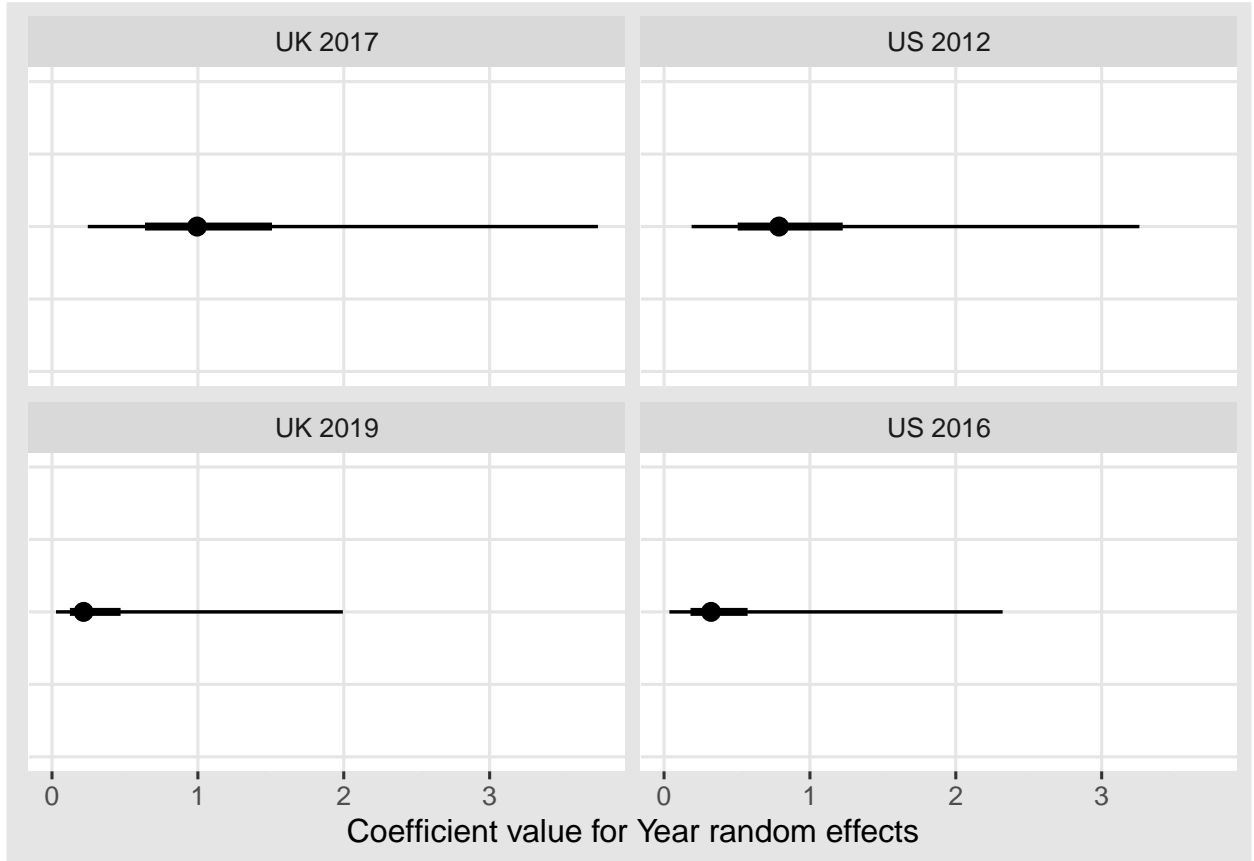 UK 2017
US 2012
UK 2019
US 2016
0 1 2 3 0 1 2 3
Coefficient value for Year random effects